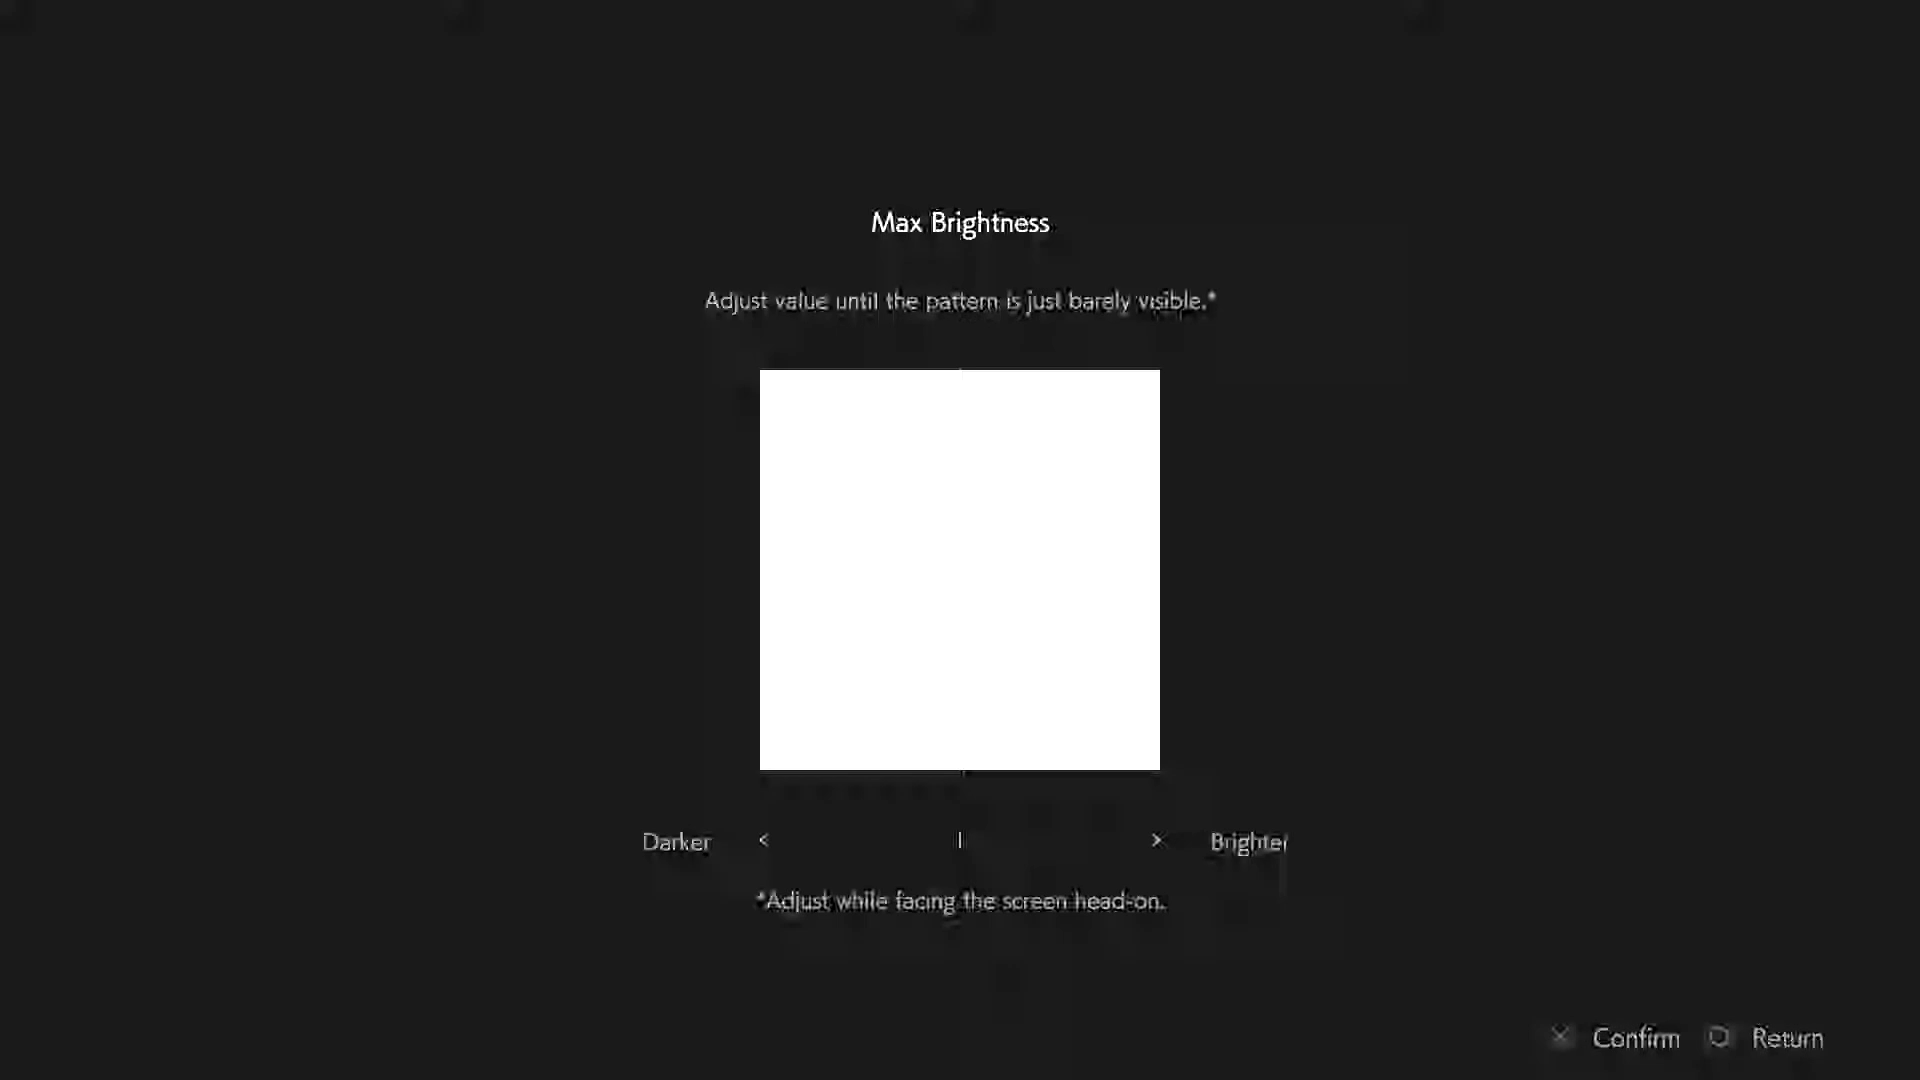 Max Brightness
Adjust value until the pattern is just barely visible.*
Darker < > Brighter
*Adjust while facing the screen head-on.
Confirm Return